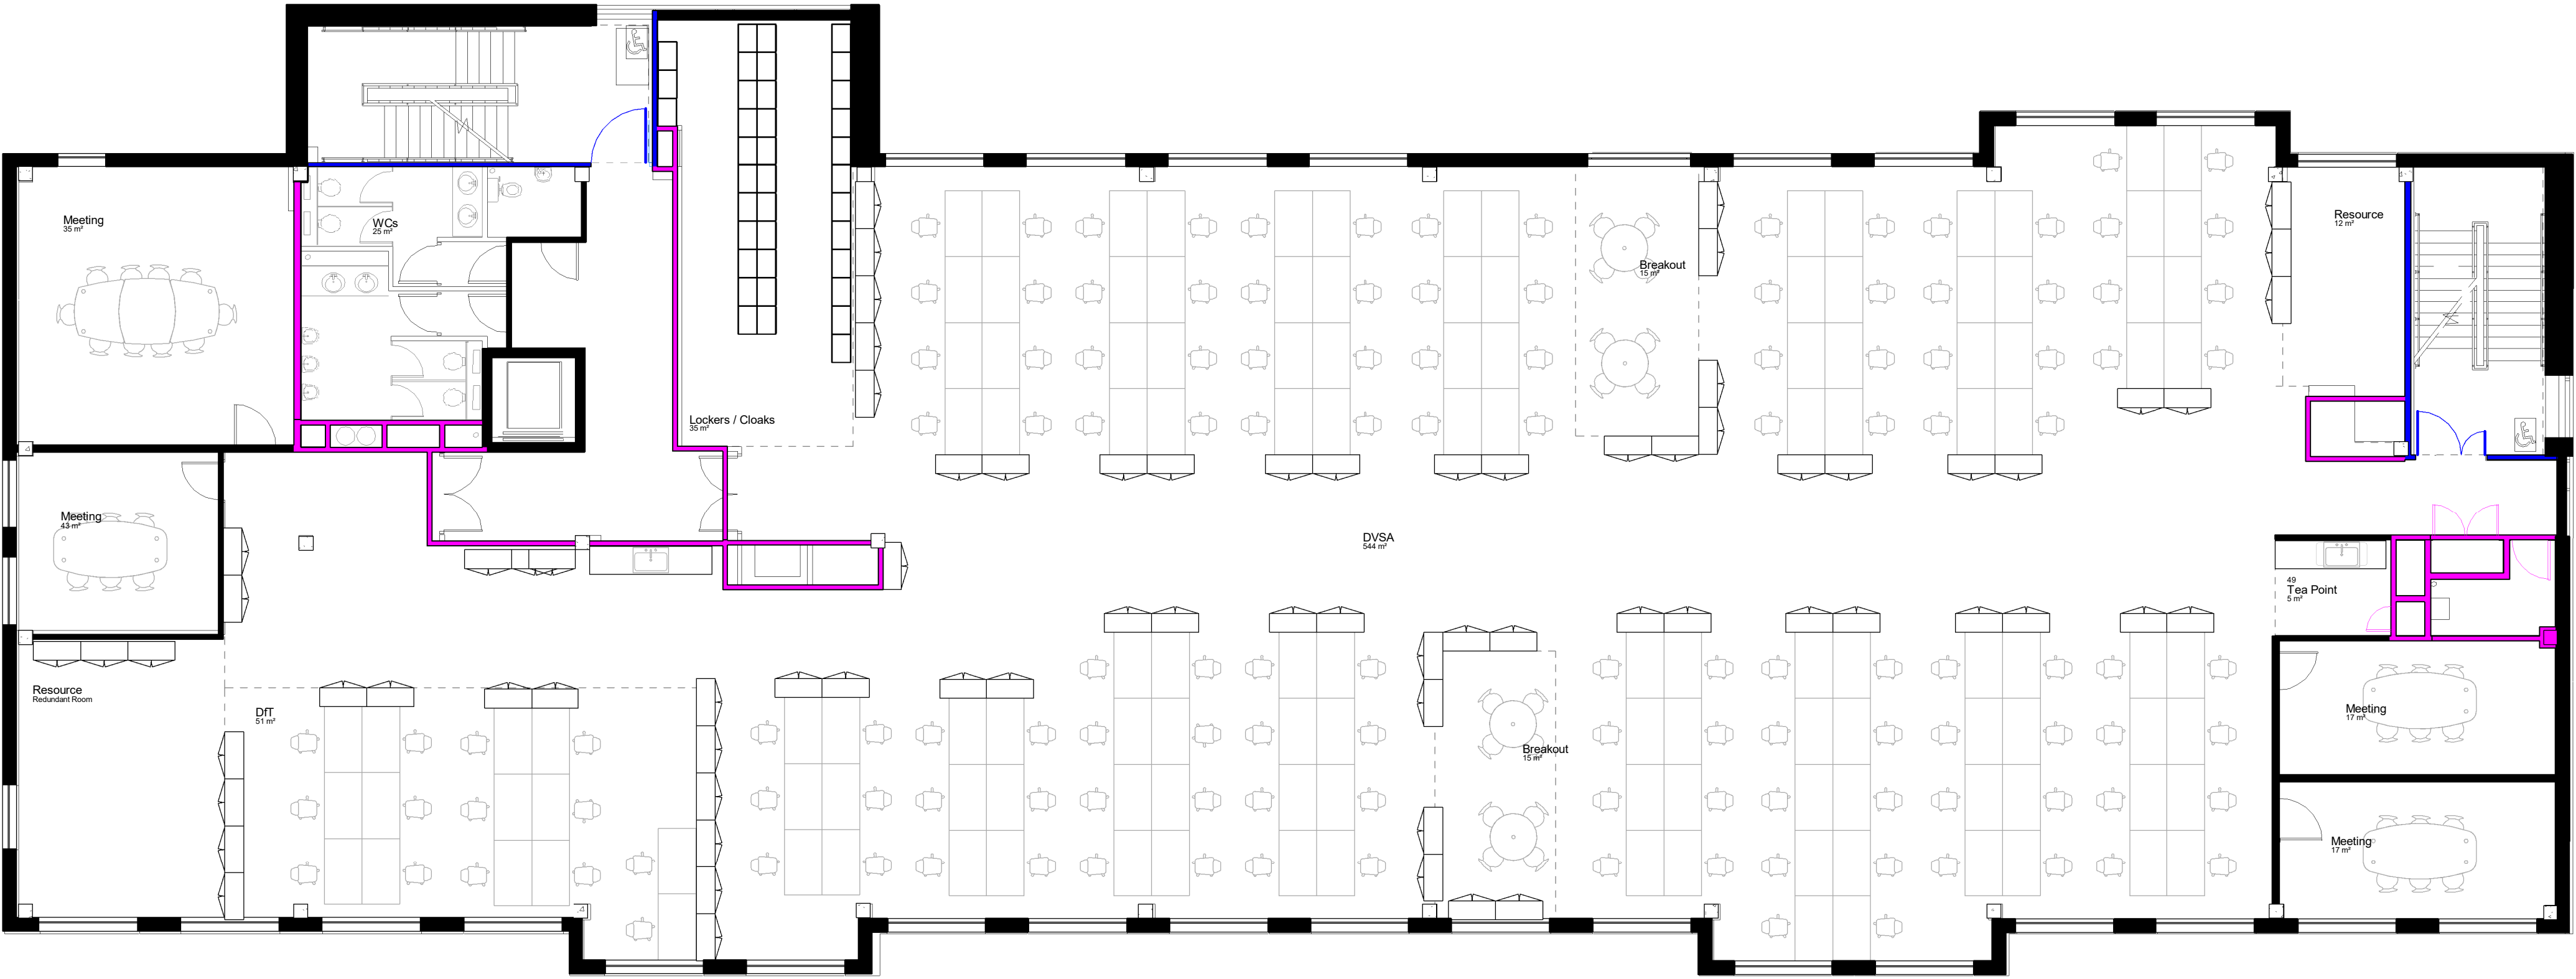 Meeting
35 m²
WCs
25 m²
Lockers / Cloaks
35 m²
Breakout
15 m²
Resource
12 m²
Meeting
43 m²
DVSA
544 m²
49
Tea Point
5 m²
Resource
Redundant Room
DfT
51 m²
Breakout
15 m²
Meeting
17 m²
Meeting
17 m²